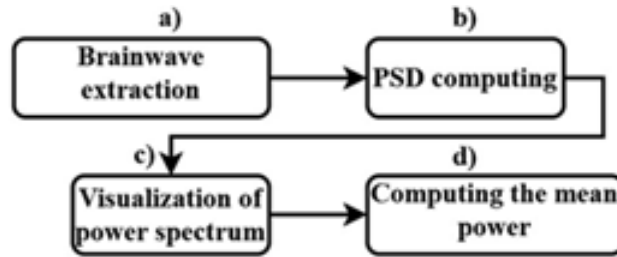 a)
Brainwave
extraction
b)
PSD computing
c)
Visualization of
power spectrum
d)
Computing the mean
power